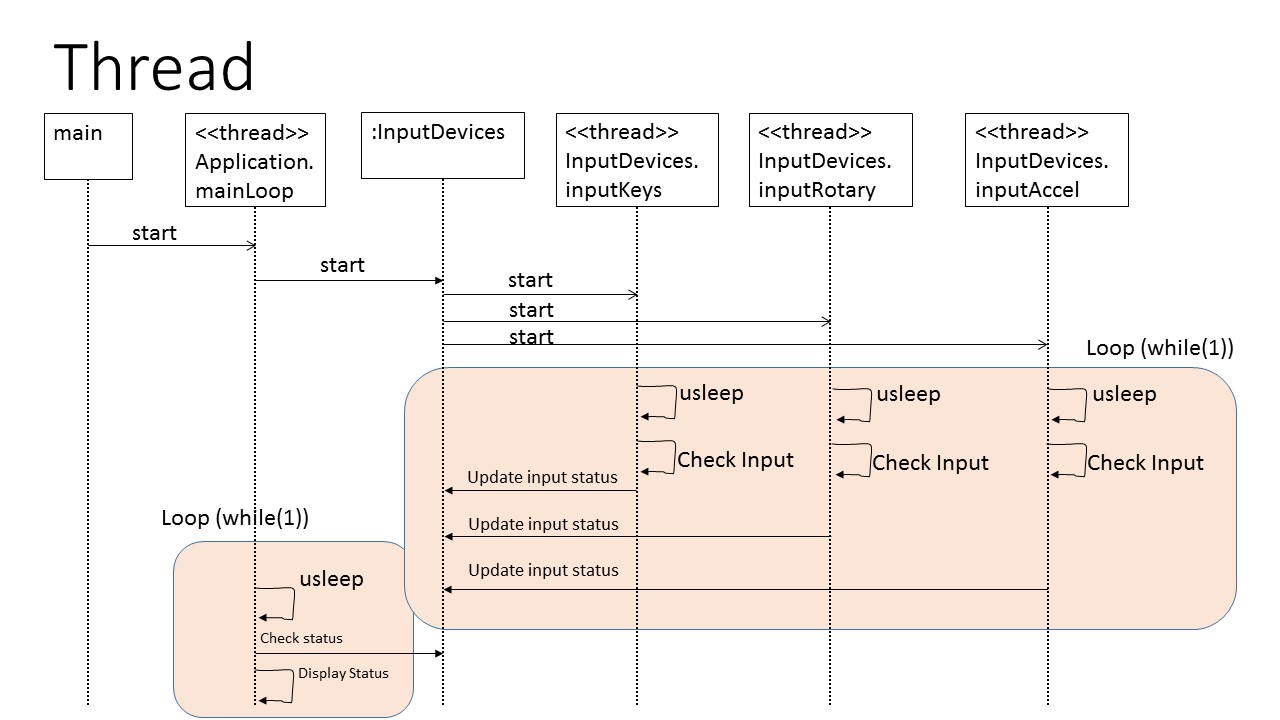 Thread
main
<<thread>>
Application.
mainLoop
:InputDevices
<<thread>>
InputDevices.
inputKeys
<<thread>>
InputDevices.
inputRotary
<<thread>>
InputDevices.
inputAccel
start
start
start
start
start
Loop (while(1))
usleep
usleep
usleep
Check Input
Check Input
Check Input
Update input status
Update input status
Update input status
Loop (while(1))
usleep
Check status
Display Status